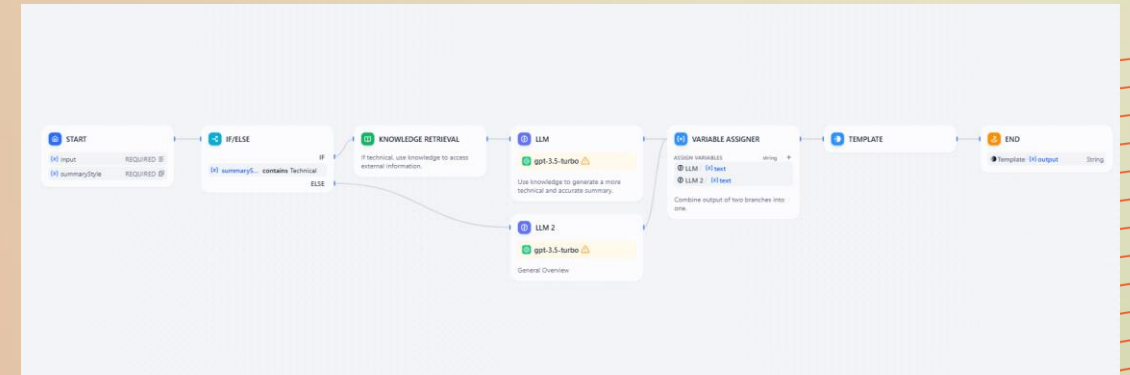 START
{x} input REQUIRED
{x} summaryStyle REQUIRED
IF/ELSE
IF
{x} summaryS... contains Technical
ELSE
KNOWLEDGE RETRIEVAL
If technical, use knowledge to access
external information.
LLM
gpt-3.5-turbo
Use knowledge to generate a more
technical and accurate summary.
LLM 2
gpt-3.5-turbo
General Overview
VARIABLE ASSIGNER
ASSIGN VARIABLES string +
LLM {x} text
LLM 2 {x} text
Combine output of two branches into
one.
TEMPLATE
END
Template {x} output String